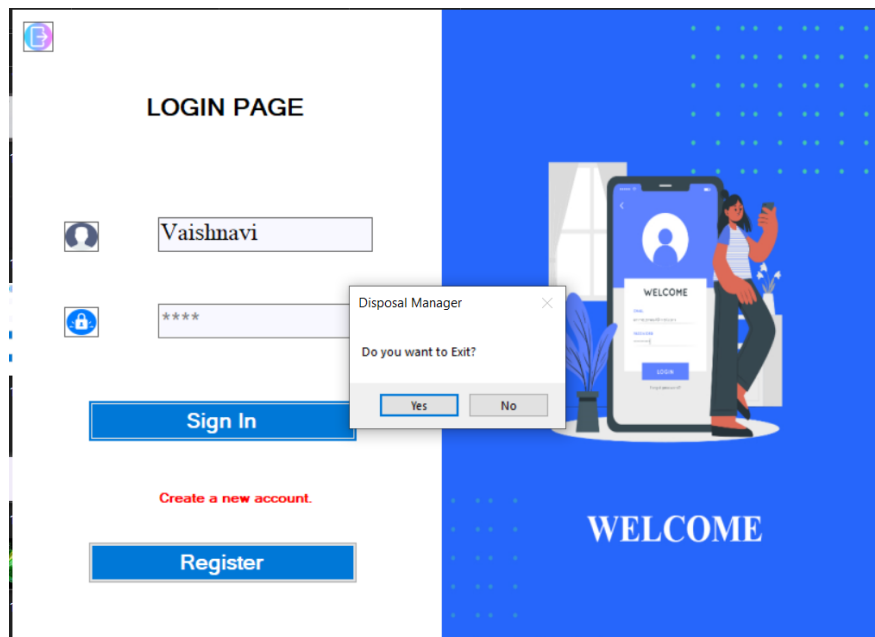 LOGIN PAGE
Vaishnavi
****
Disposal Manager
Do you want to Exit?
Yes
No
Sign In
Create a new account.
Register
WELCOME
LOGIN
WELCOME